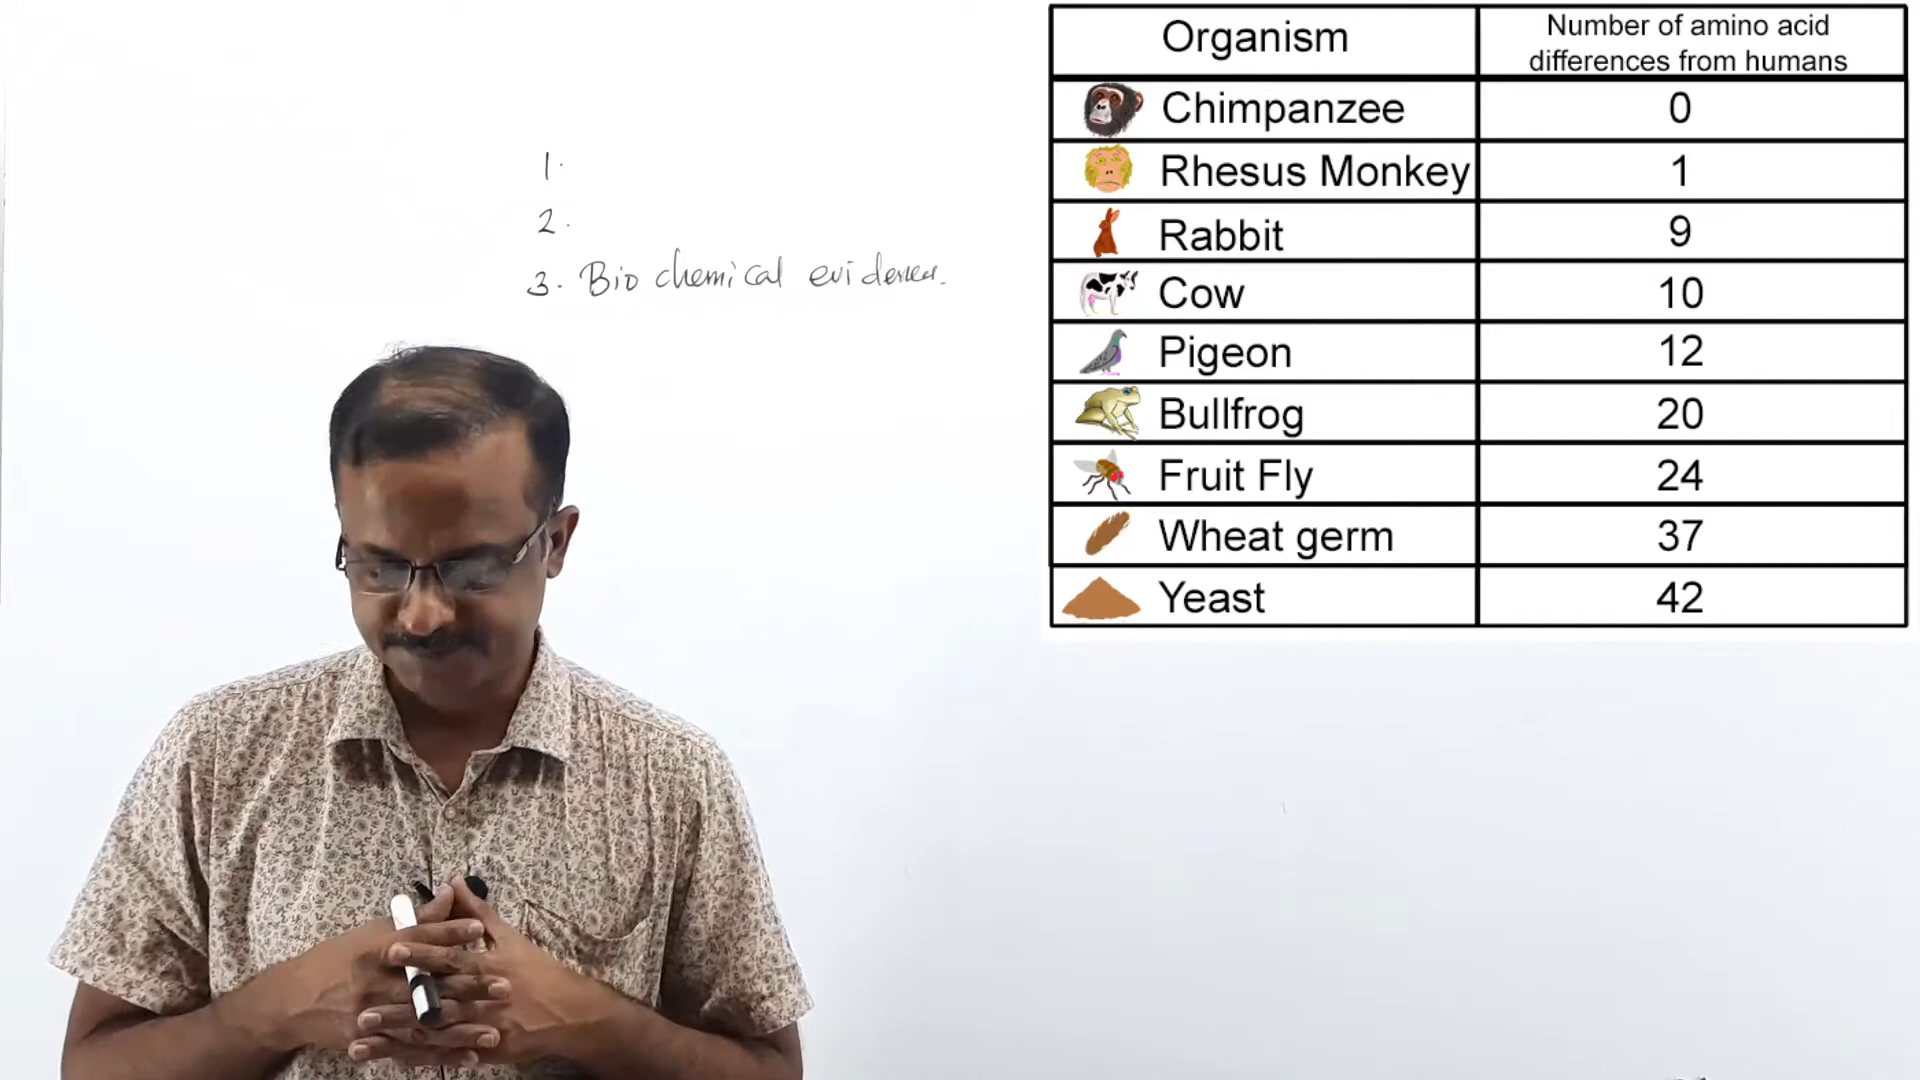 1.
2.
3. Bio chemical evidences.
Organism Number of amino acid differences from humans
Chimpanzee 0
Rhesus Monkey 1
Rabbit 9
Cow 10
Pigeon 12
Bullfrog 20
Fruit Fly 24
Wheat germ 37
Yeast 42